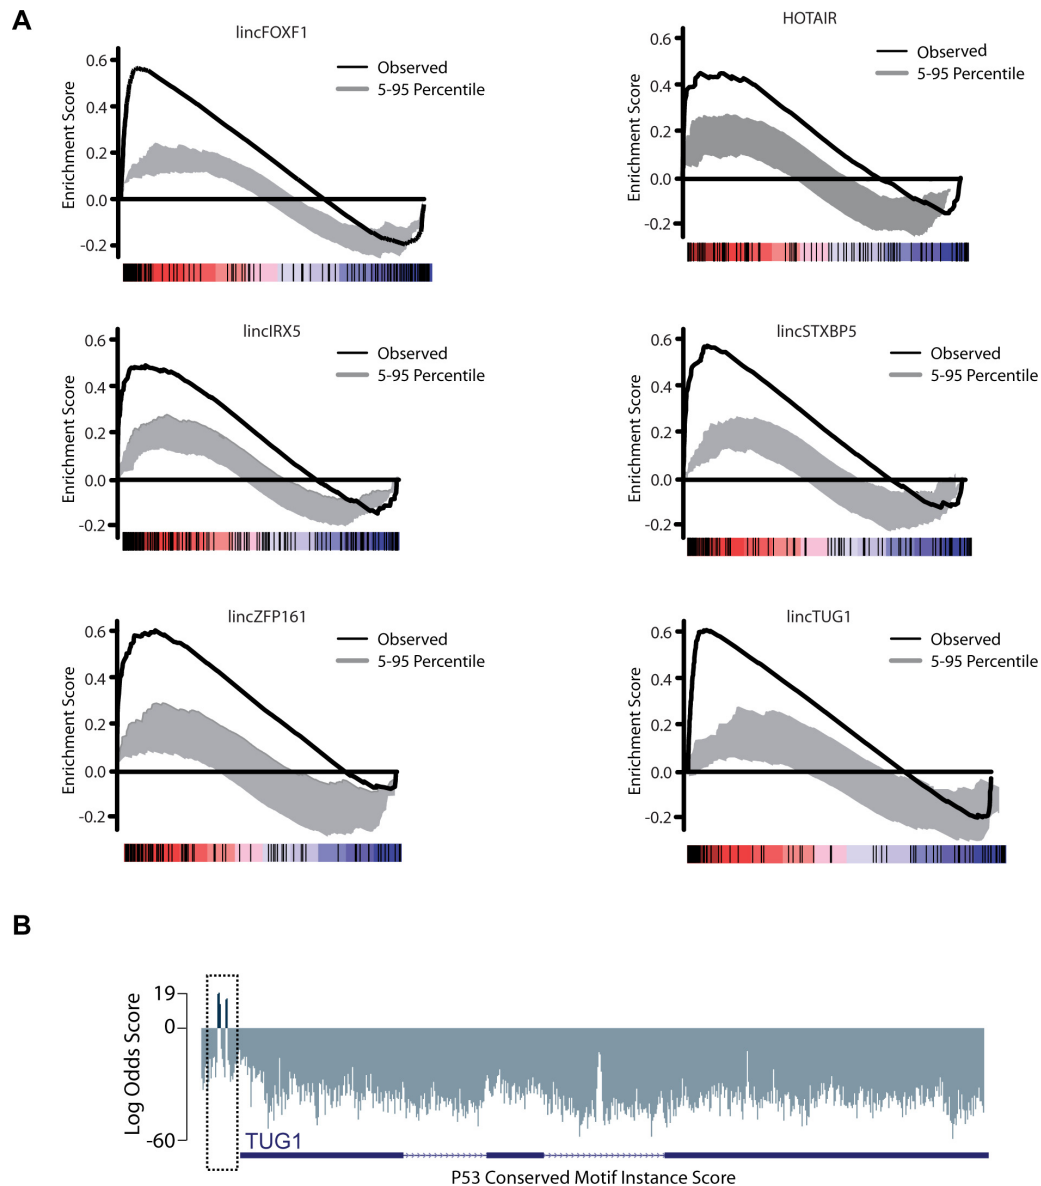 A
lincFOXF1
Enrichment Score
0.6
0.4
0.2
0.0
-0.2
Observed
5-95 Percentile
HOTAIR
Enrichment Score
0.6
0.4
0.2
0.0
-0.2
Observed
5-95 Percentile
lincIRX5
Enrichment Score
0.6
0.4
0.2
0.0
-0.2
Observed
5-95 Percentile
lincSTXBP5
Enrichment Score
0.6
0.4
0.2
0.0
-0.2
Observed
5-95 Percentile
lincZFP161
Enrichment Score
0.6
0.4
0.2
0.0
-0.2
Observed
5-95 Percentile
lincTUG1
Enrichment Score
0.6
0.4
0.2
0.0
-0.2
Observed
5-95 Percentile
B
Log Odds Score
19
0
-60
TUG1
P53 Conserved Motif Instance Score